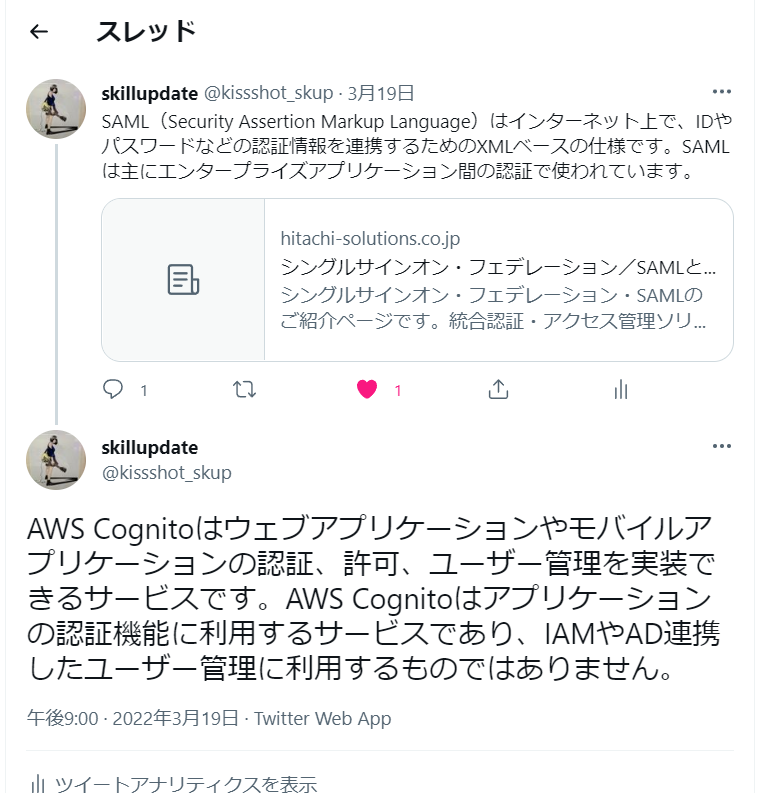 スレッド
skillupdate @kissshot_skup · 3月19日
SAML（Security Assertion Markup Language）はインターネット上で、IDや
パスワードなどの認証情報を連携するためのXMLベースの仕様です。SAML
は主にエンタープライズアプリケーション間の認証で使われています。
hitachi-solutions.co.jp
シングルサインオン・フェデレーション／SAMLと...
シングルサインオン・フェデレーション・SAMLの
ご紹介ページです。統合認証・アクセス管理ソリ...
1 1
skillupdate
@kissshot_skup
AWS Cognitoはウェブアプリケーションやモバイルア
プリケーションの認証、許可、ユーザー管理を実装で
きるサービスです。AWS Cognitoはアプリケーション
の認証機能に利用するサービスであり、IAMやAD連携
したユーザー管理に利用するものではありません。
午後9:00 · 2022年3月19日 · Twitter Web App
ツイートアナリティクスを表示